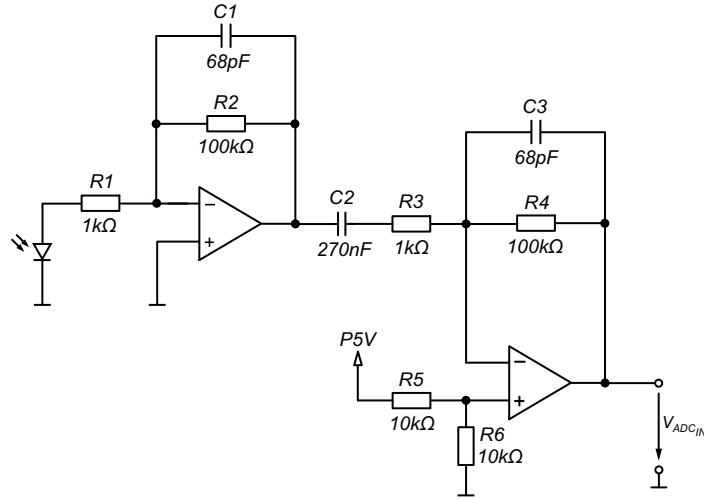 C1
68pF
R2
100kΩ
R1
1kΩ
−
+
C2
270nF
R3
1kΩ
C3
68pF
R4
100kΩ
P5V
R5
10kΩ
−
+
R6
10kΩ
V_ADC_IN